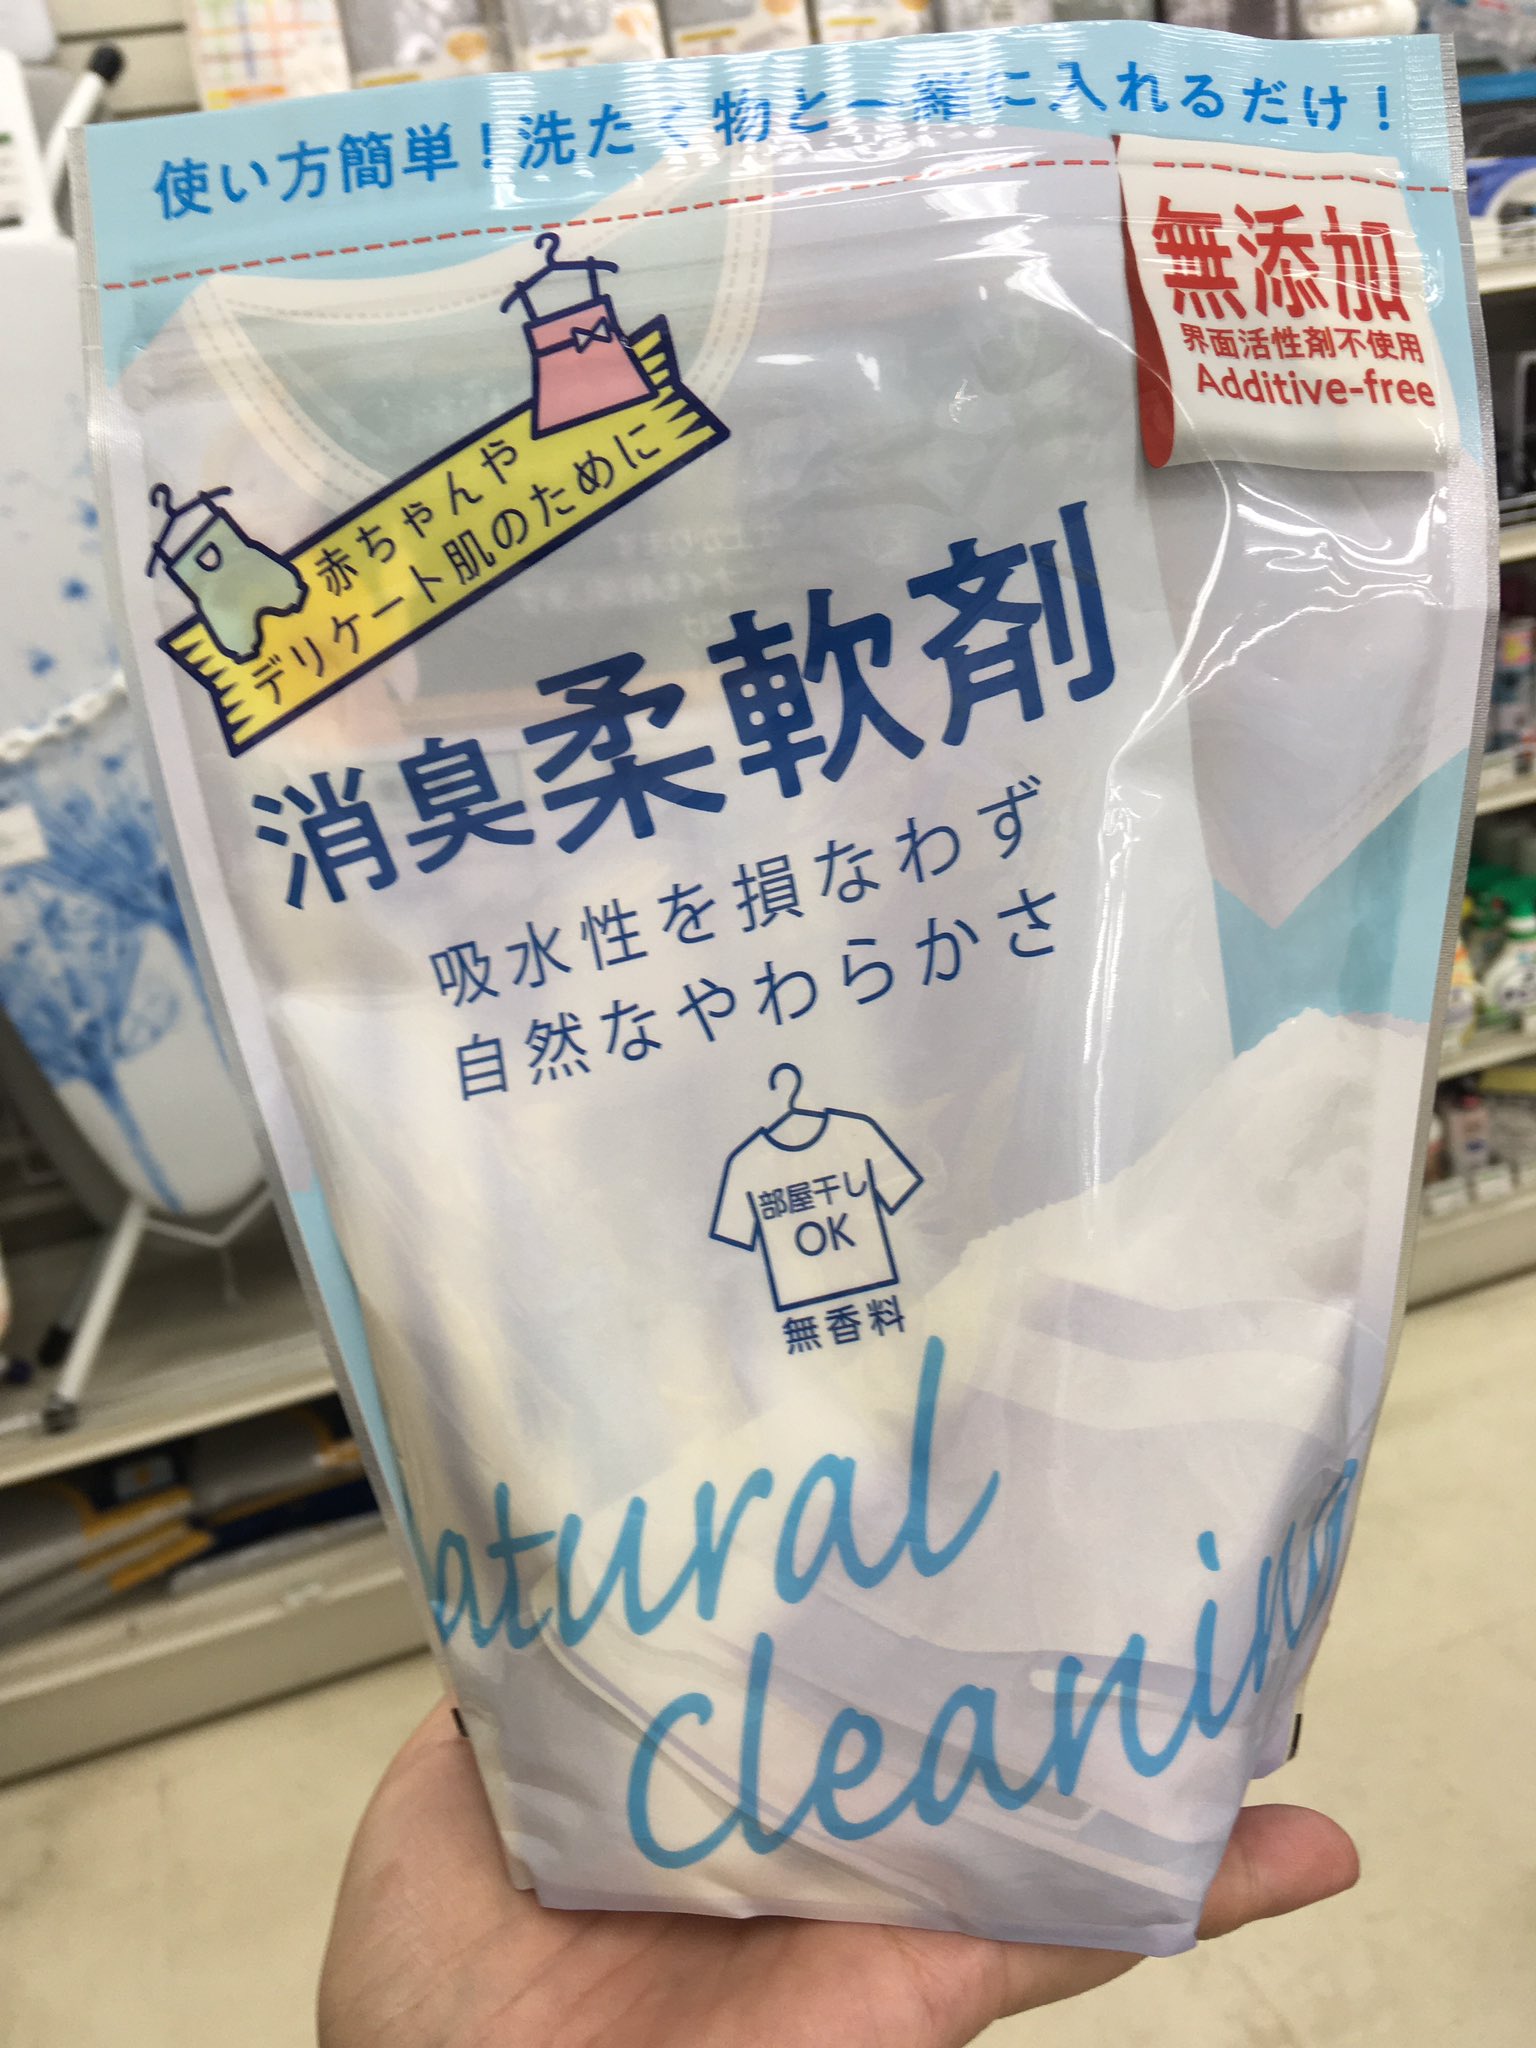 使い方簡単!洗たく物と一緒に入れるだけ!
無添加
界面活性剤不使用
Additive-free
赤ちゃんや
デリケート肌のために
消臭柔軟剤
吸水性を損なわず
自然なやわらかさ
部屋干し
OK
無香料
Natural
Cleaning